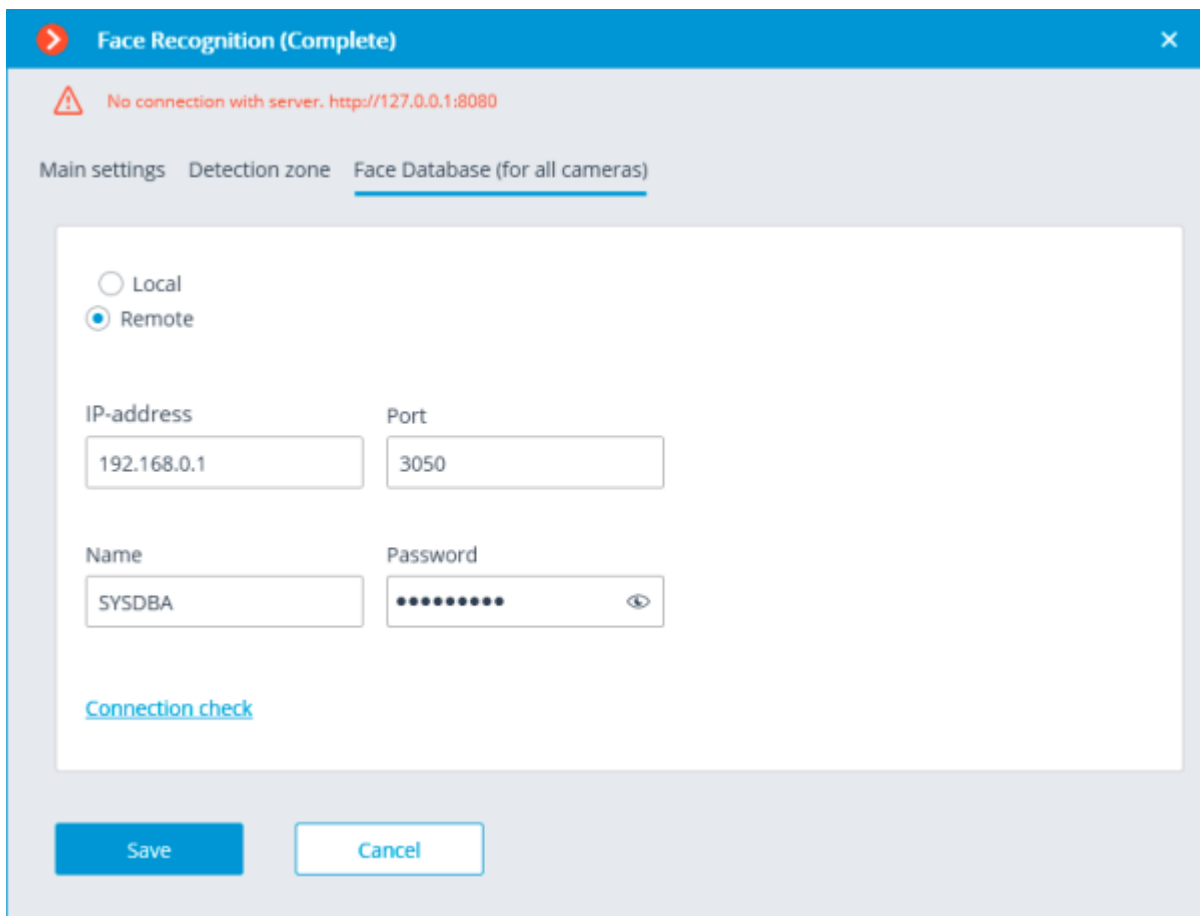 Face Recognition (Complete)
No connection with server. http://127.0.0.1:8080
Main settings Detection zone Face Database (for all cameras)
Local
Remote
IP-address Port
192.168.0.1 3050
Name Password
SYSDBA •••••••••
Connection check
Save Cancel